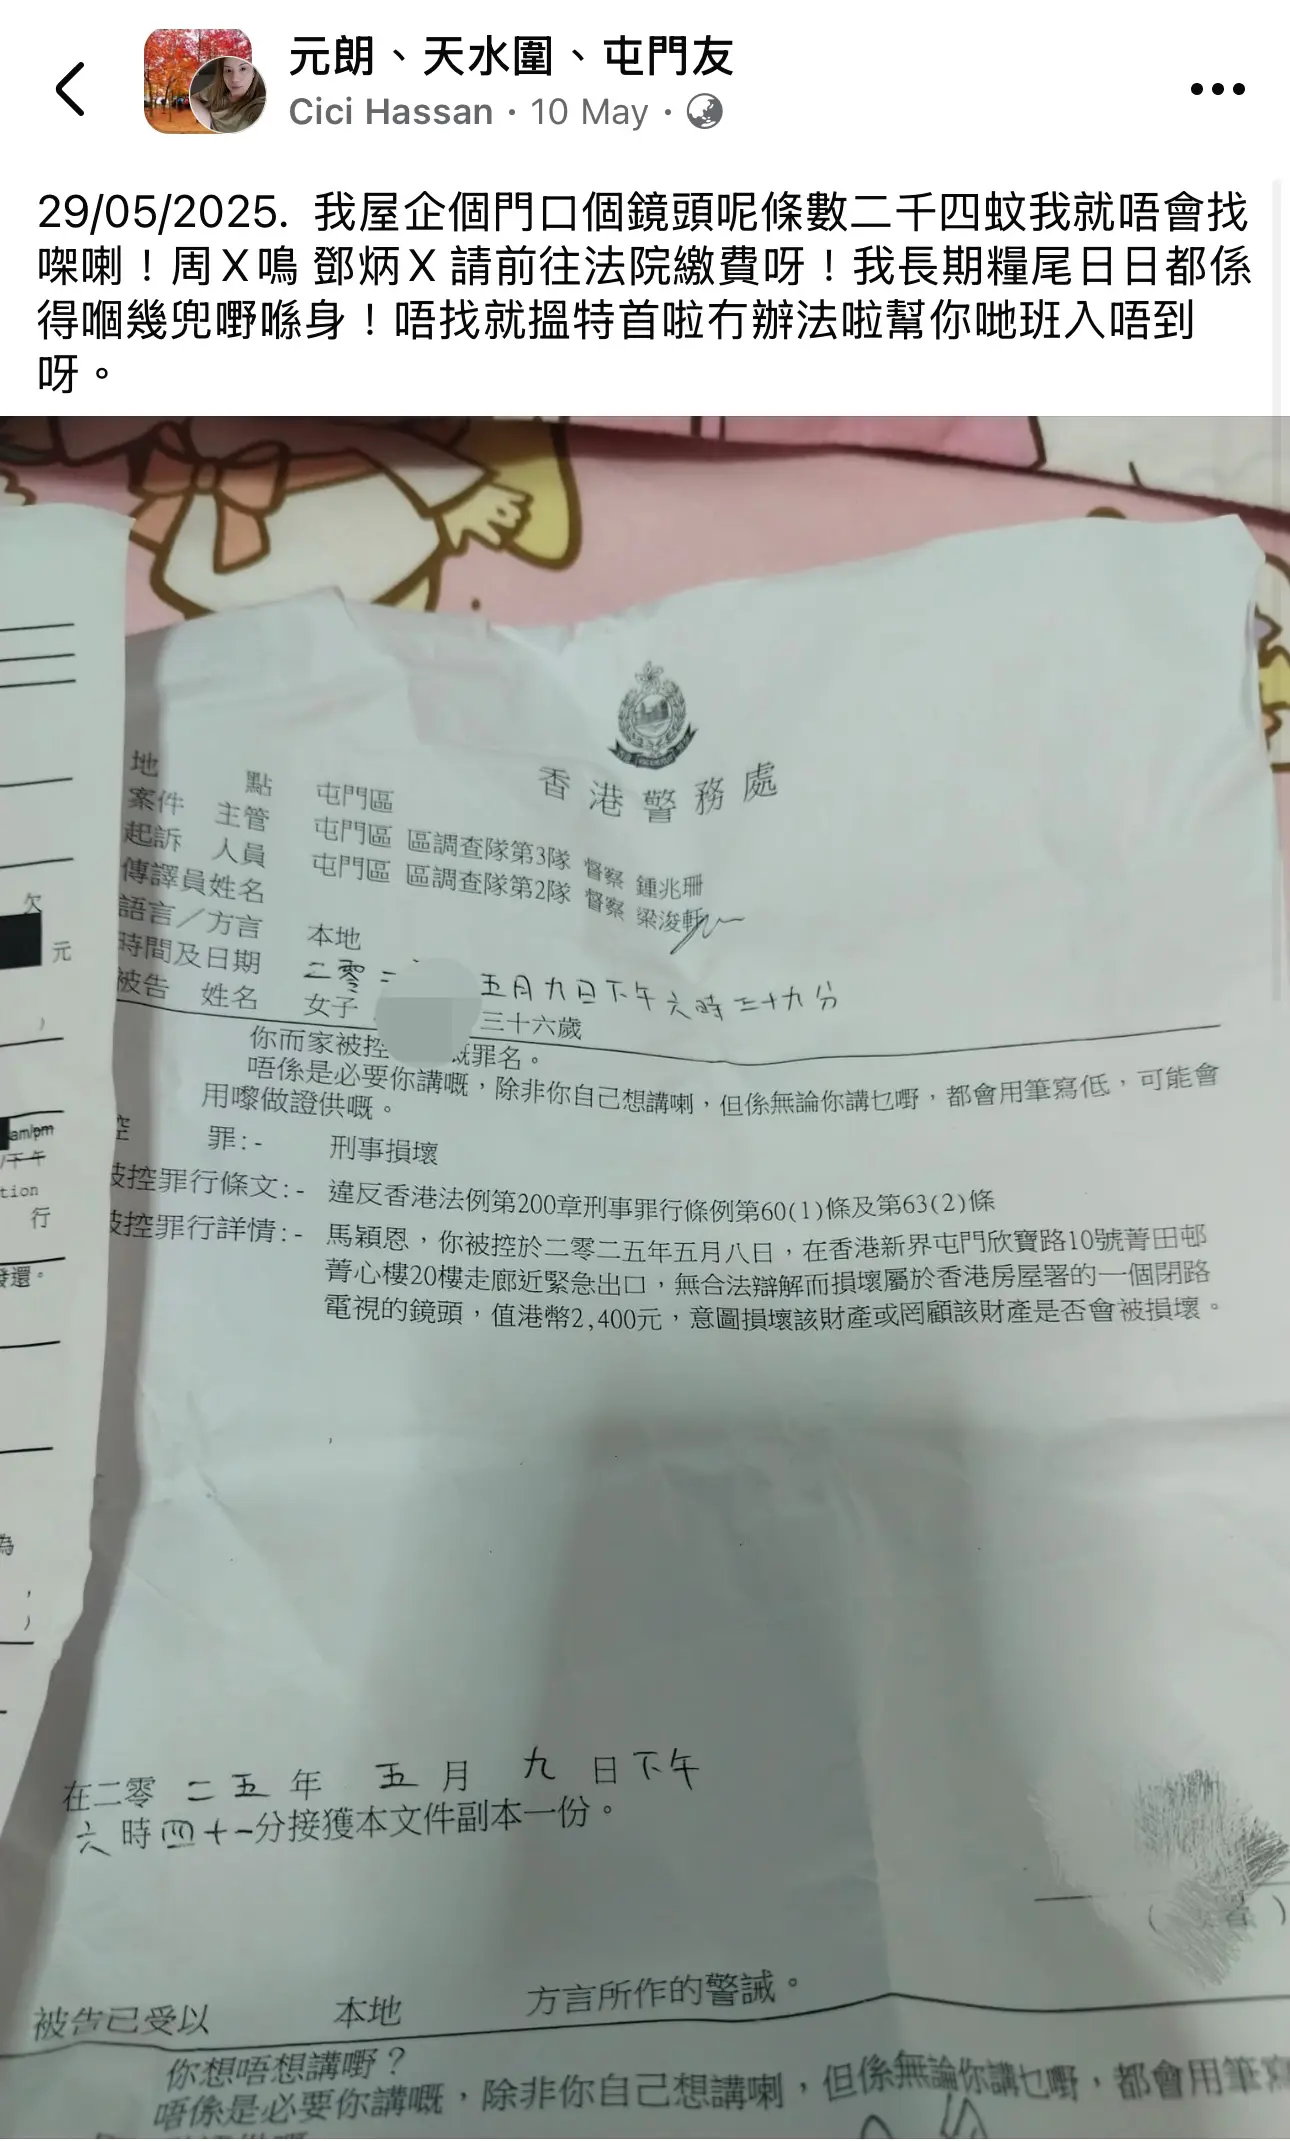 元朗、天水圍、屯門友
Cici Hassan · 10 May ·
29/05/2025. 我屋企個門口個鏡頭呢條數二千四蚊我就唔會找
㗎喇！周X鳴 鄧炳X 請前往法院繳費呀！我長期糧尾日日都係
得嗰幾兜嘢喺身！唔找就搵特首啦冇辦法啦幫你哋班入唔到
呀。
香港警務處
地點 屯門區
案件主管 屯門區 區調查隊第3隊 督察 鍾兆珊
起訴人員 屯門區 區調查隊第2隊 督察 梁浚軒
傳譯員姓名
語言／方言 本地
時間及日期 二零二 五月九日下午六時三十九分
被告 姓名 女子 三十六歲
你而家被控 嘅罪名。
唔係是必要你講嘅，除非你自己想講喇，但係無論你講乜嘢，都會用筆寫低，可能會
用嚟做證供嘅。
控 罪:- 刑事損壞
被控罪行條文:- 違反香港法例第200章刑事罪行條例第60(1)條及第63(2)條
被控罪行詳情:- 馬穎恩，你被控於二零二五年五月八日，在香港新界屯門欣寶路10號菁田邨
菁心樓20樓走廊近緊急出口，無合法辯解而損壞屬於香港房屋署的一個閉路
電視的鏡頭，值港幣2,400元，意圖損壞該財產或罔顧該財產是否會被損壞。
在二零二五年 五月 九日下午
六時四十一分接獲本文件副本一份。
被告已受以 本地 方言所作的警誡。
你想唔想講嘢？
唔係是必要你講嘅，除非你自己想講喇，但係無論你講乜嘢，都會用筆寫
欠
元
am/pm
下午
tion
行
發還。
為